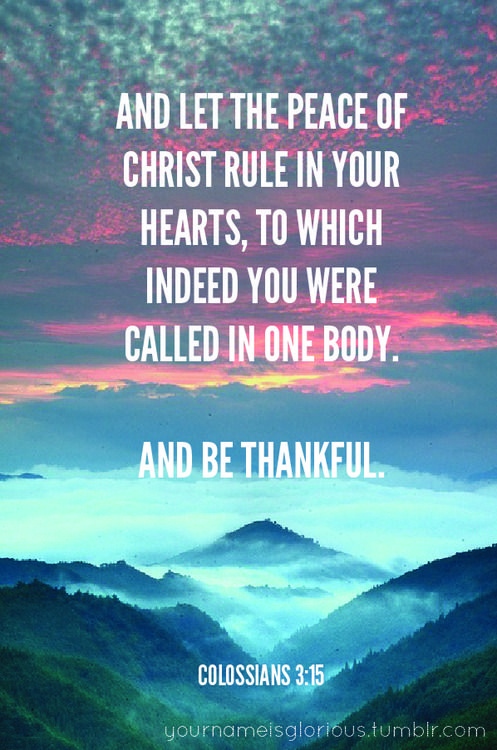 AND LET THE PEACE OF
CHRIST RULE IN YOUR
HEARTS, TO WHICH
INDEED YOU WERE
CALLED IN ONE BODY.
AND BE THANKFUL.
COLOSSIANS 3:15
yournameisglorious.tumblr.com